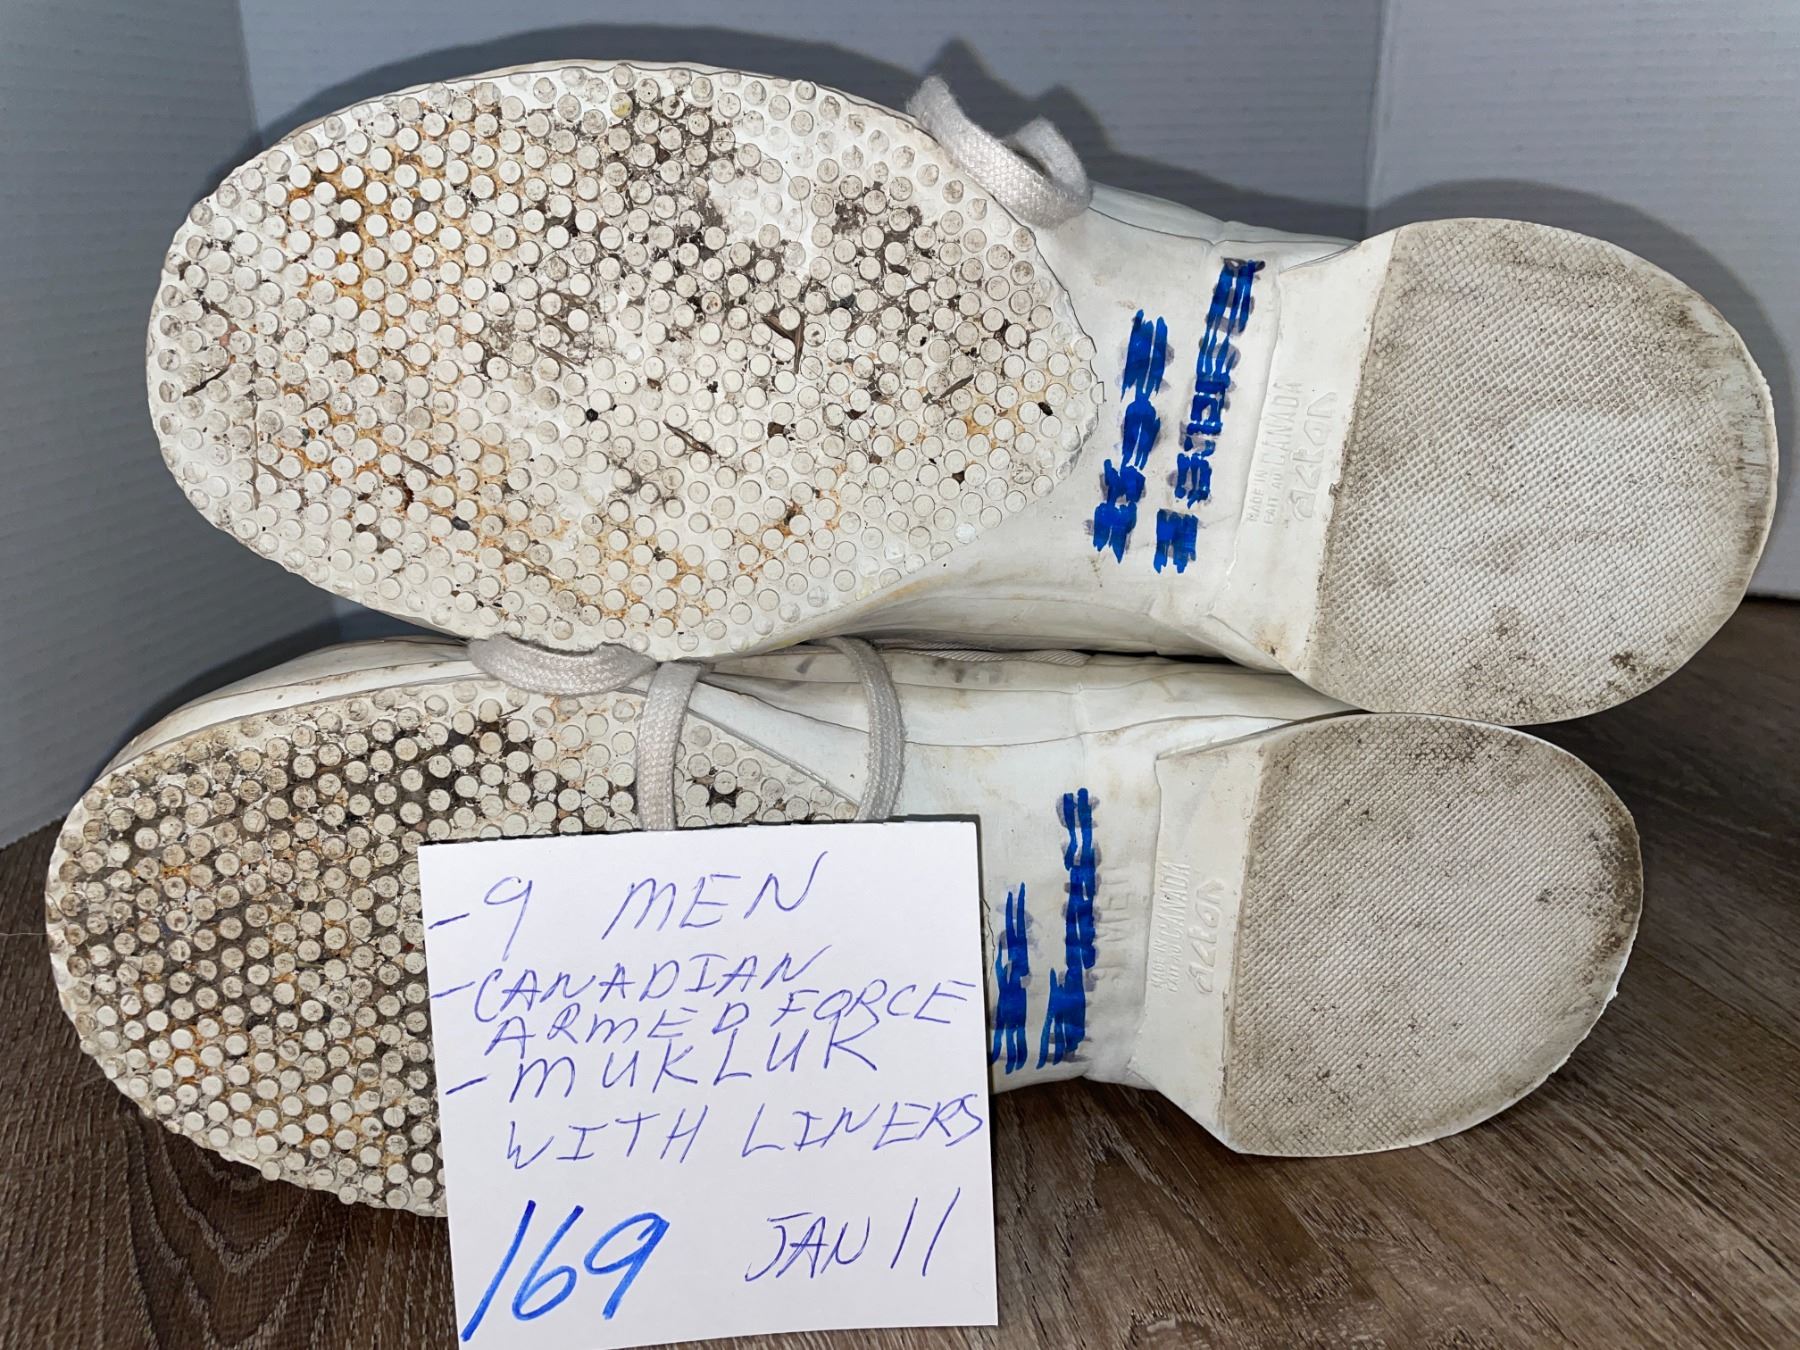 MADE IN CANADA
PAT. AU CANADA
acton
MADE IN CANADA
FAIT AU CANADA
acton
- 9 MEN
- CANADIAN
ARMED FORCE
- MUKLUK
WITH LINERS
169 JAN 11